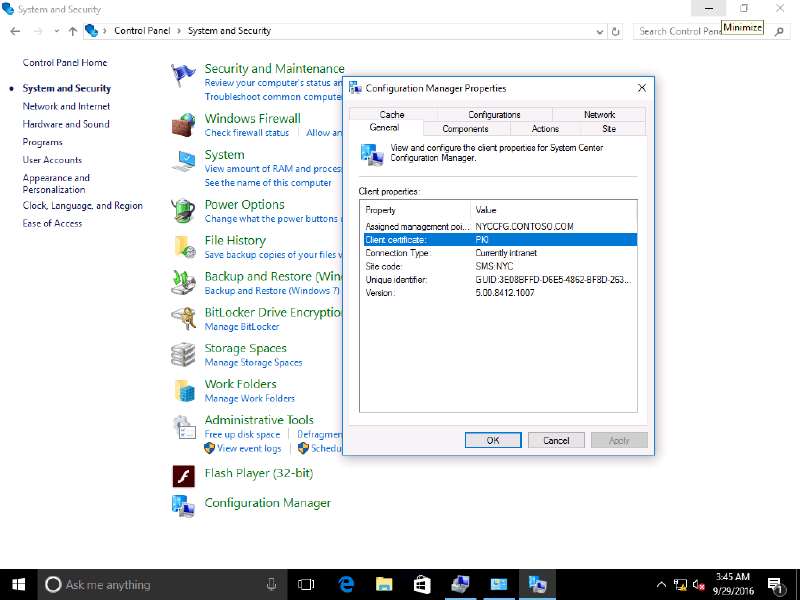 System and Security
Minimize
Control Panel > System and Security
Search Control Pane
Control Panel Home
System and Security
Network and Internet
Hardware and Sound
Programs
User Accounts
Appearance and
Personalization
Clock, Language, and Region
Ease of Access
Security and Maintenance
Review your computer's status an
Troubleshoot common compute
Windows Firewall
Check firewall status | Allow an
System
View amount of RAM and proces
See the name of this computer
Power Options
Change what the power buttons
File History
Save backup copies of your files
Backup and Restore (Win
Backup and Restore (Windows 7)
BitLocker Drive Encryptio
Manage BitLocker
Storage Spaces
Manage Storage Spaces
Work Folders
Manage Work Folders
Administrative Tools
Free up disk space | Defragmen
View event logs | Schedu
Flash Player (32-bit)
Configuration Manager
Configuration Manager Properties
Cache Configurations Network
General Components Actions Site
View and configure the client properties for System Center
Configuration Manager.
Client properties:
Property Value
Assigned management poi... NYCCFG.CONTOSO.COM
Client certificate: PKI
Connection Type: Currently intranet
Site code: SMS:NYC
Unique identifier: GUID:3E08BFFD-D6E5-4862-BF8D-263...
Version: 5.00.8412.1007
OK Cancel Apply
Ask me anything
3:45 AM
9/29/2016
1